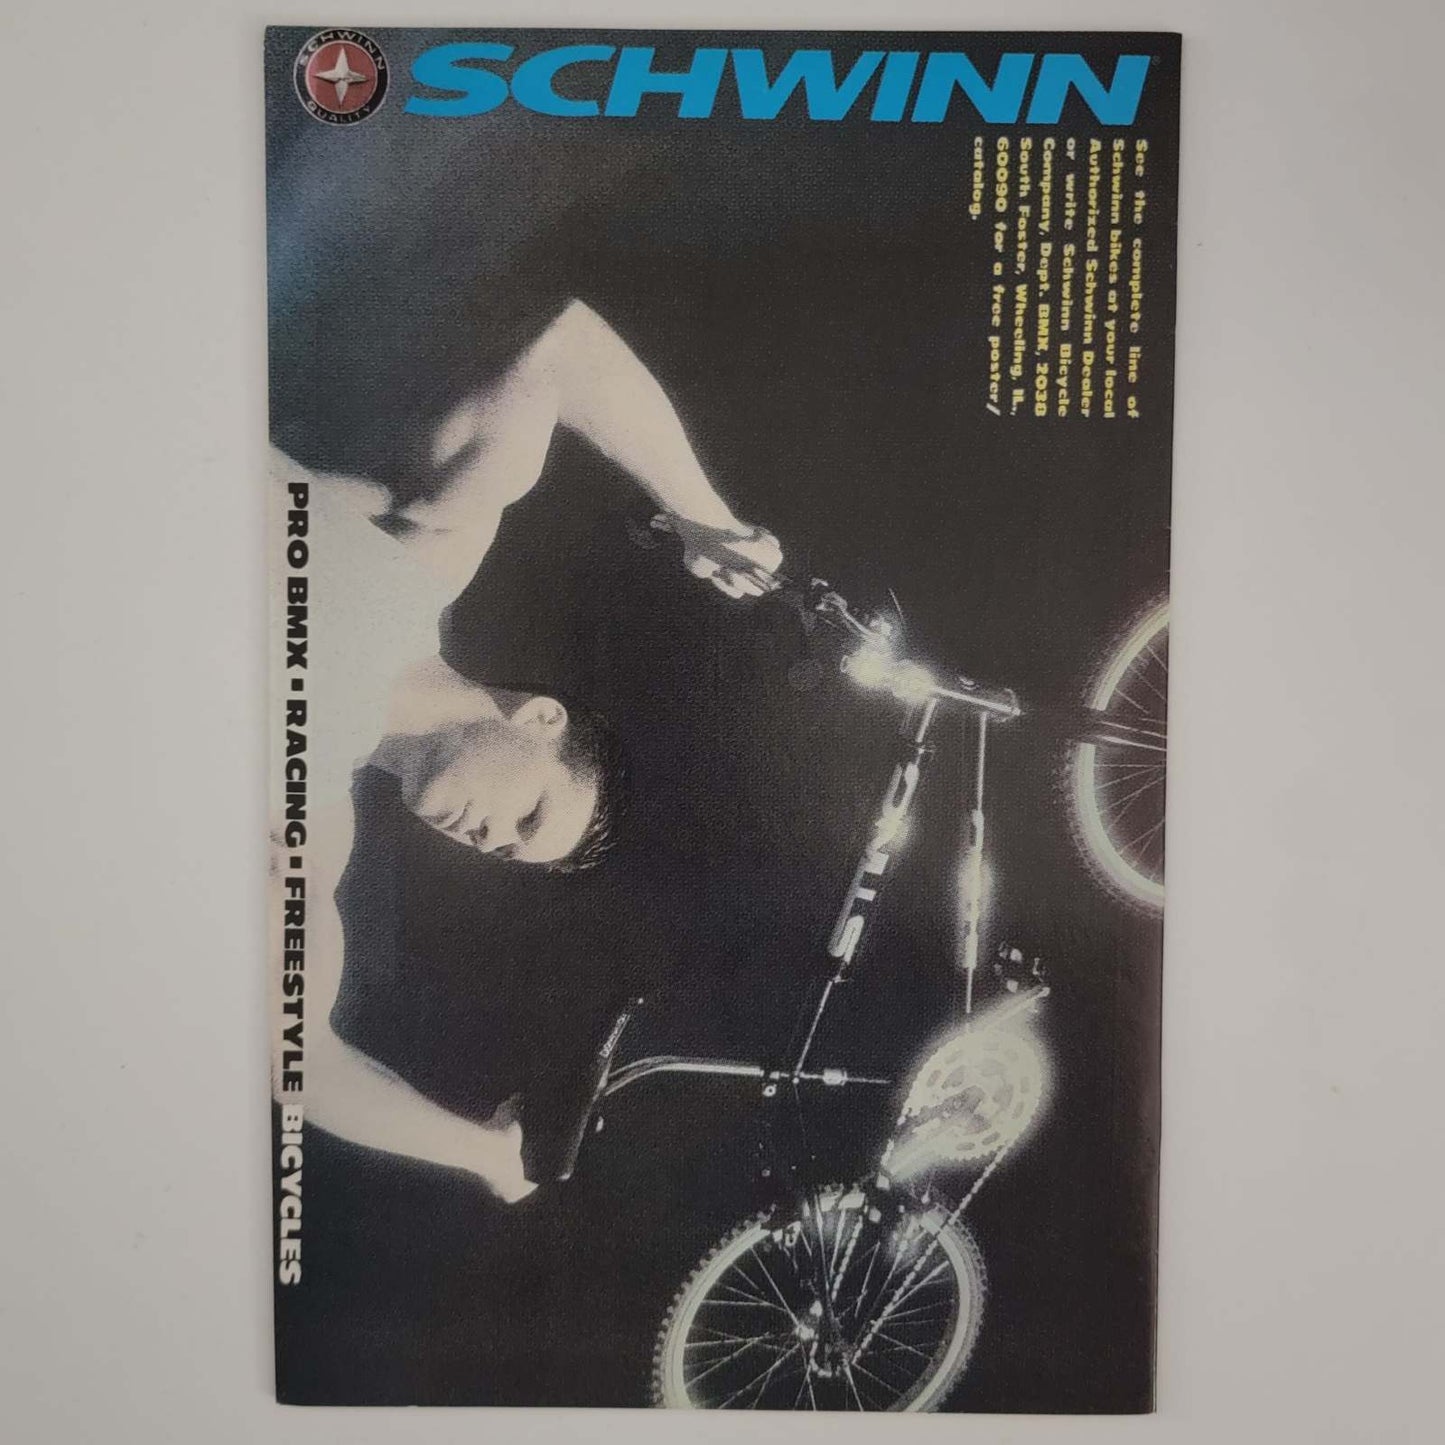 SCHWINN QUALITY
SCHWINN
See the complete line of
Schwinn bikes at your local
Authorized Schwinn Dealer
or write Schwinn Bicycle
Company, Dept. BMX, 2038
South Foster, Wheeling, IL,
60090 for a free poster/
catalog.
PRO BMX ▪ RACING ▪ FREESTYLE BICYCLES